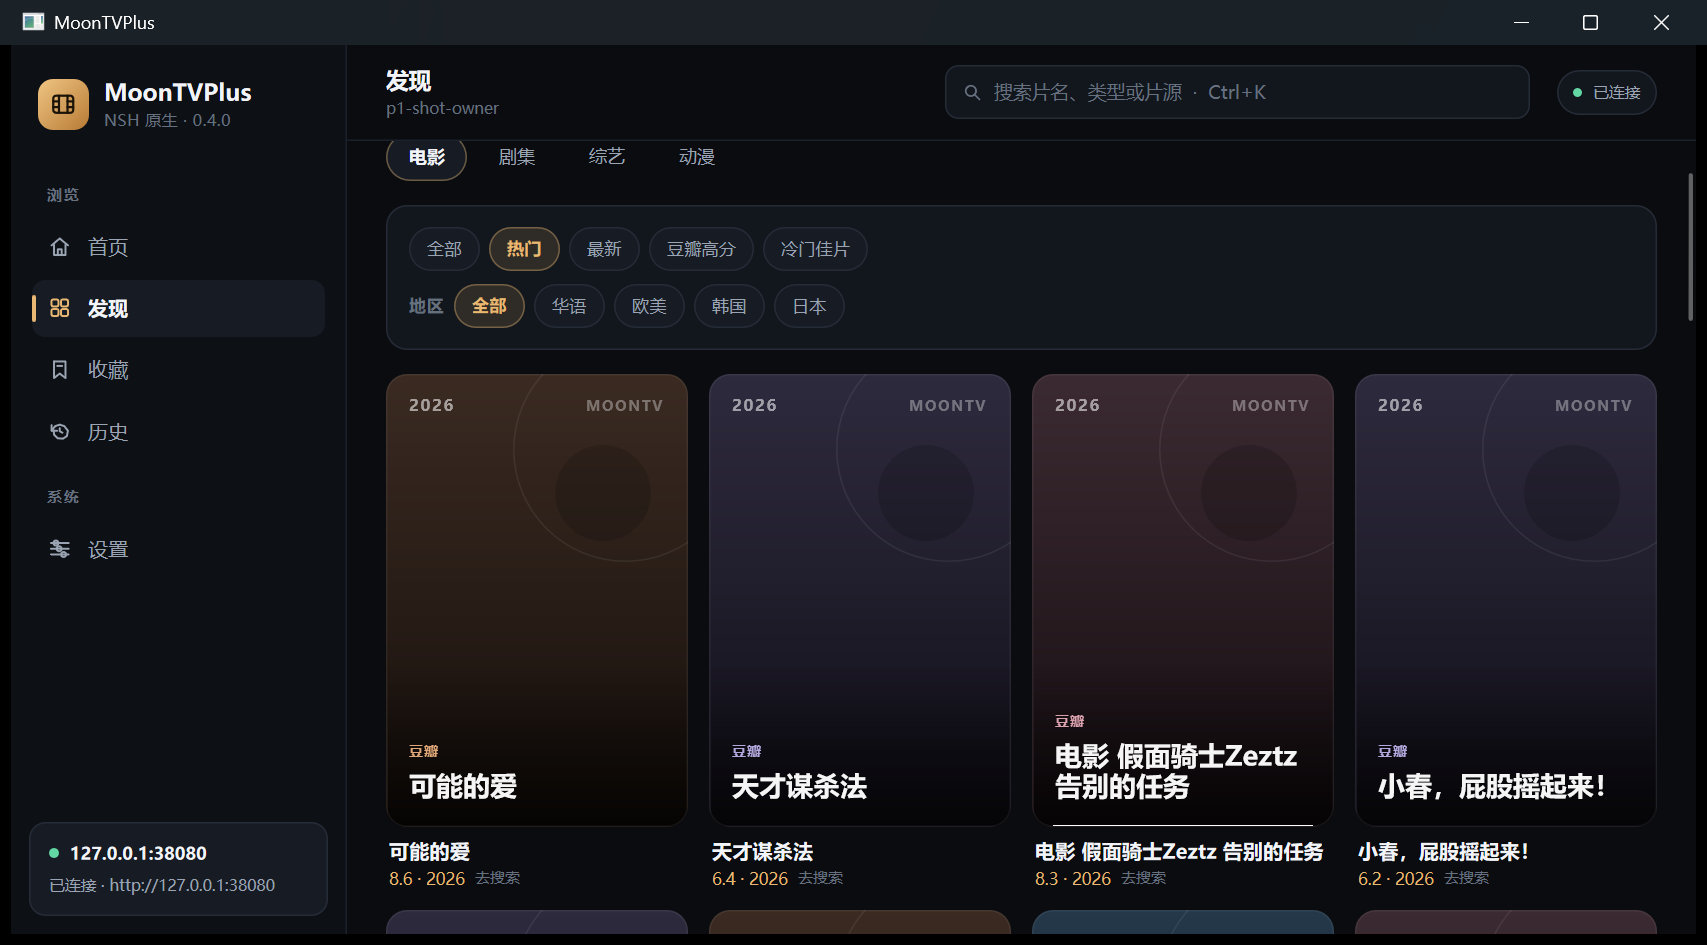 MoonTVPlus
MoonTVPlus
NSH 原生 · 0.4.0
浏览
首页
发现
收藏
历史
系统
设置
127.0.0.1:38080
已连接 · http://127.0.0.1:38080
发现
p1-shot-owner
搜索片名、类型或片源 · Ctrl+K
已连接
电影 剧集 综艺 动漫
全部 热门 最新 豆瓣高分 冷门佳片
地区 全部 华语 欧美 韩国 日本
2026 MOONTV
豆瓣
可能的爱
可能的爱
8.6 · 2026 去搜索
2026 MOONTV
豆瓣
天才谋杀法
天才谋杀法
6.4 · 2026 去搜索
2026 MOONTV
豆瓣
电影 假面骑士Zeztz
告别的任务
电影 假面骑士Zeztz 告别的任务
8.3 · 2026 去搜索
2026 MOONTV
豆瓣
小春，屁股摇起来！
小春，屁股摇起来！
6.2 · 2026 去搜索